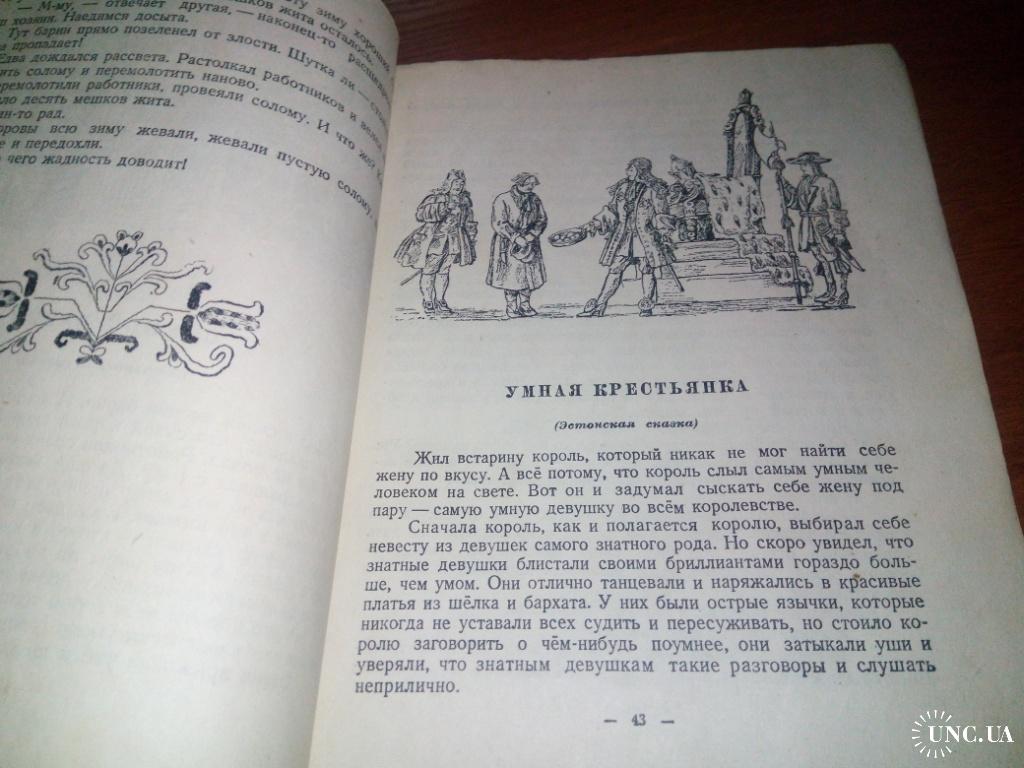 — М-му, — отвечает другая, — наконец-то
хозяин. Наедимся досыта.
Тут барин прямо позеленел от злости. Шутка ли —
пропадает!
Едва дождался рассвета. Растолкал работников и
солому и перемолотить наново.
работники, провеяли солому. И что же?
десять мешков жита.
рад.
всю зиму жевали, жевали пустую солому,
и передохли.
чего жадность доводит!
УМНАЯ КРЕСТЬЯНКА
(Эстонская сказка)
Жил встарину король, который никак не мог найти себе
жену по вкусу. А всё потому, что король слыл самым умным че-
ловеком на свете. Вот он и задумал сыскать себе жену под
пару — самую умную девушку во всём королевстве.
Сначала король, как и полагается королю, выбирал себе
невесту из девушек самого знатного рода. Но скоро увидел, что
знатные девушки блистали своими бриллиантами гораздо боль-
ше, чем умом. Они отлично танцевали и наряжались в красивые
платья из шёлка и бархата. У них были острые язычки, которые
никогда не уставали всех судить и пересуживать, но стоило ко-
ролю заговорить о чём-нибудь поумнее, они затыкали уши и
уверяли, что знатным девушкам такие разговоры и слушать
неприлично.
— 43 —
UNC.UA